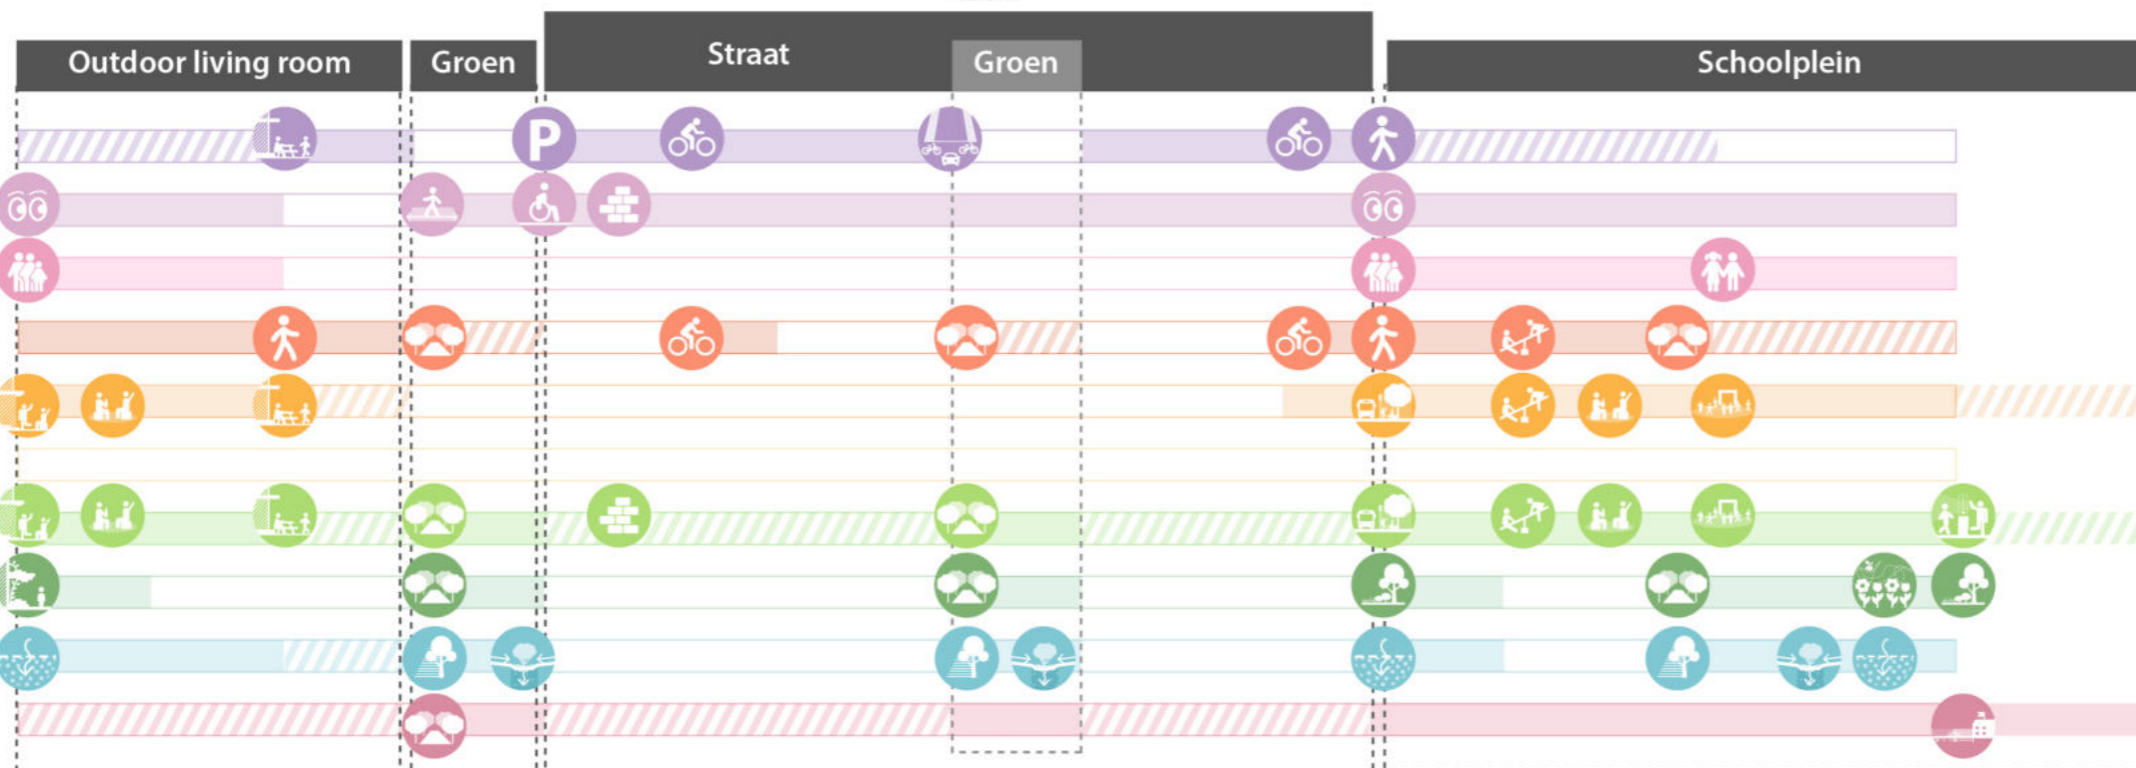 Outdoor living room
Groen
Straat
Groen
Schoolplein
P